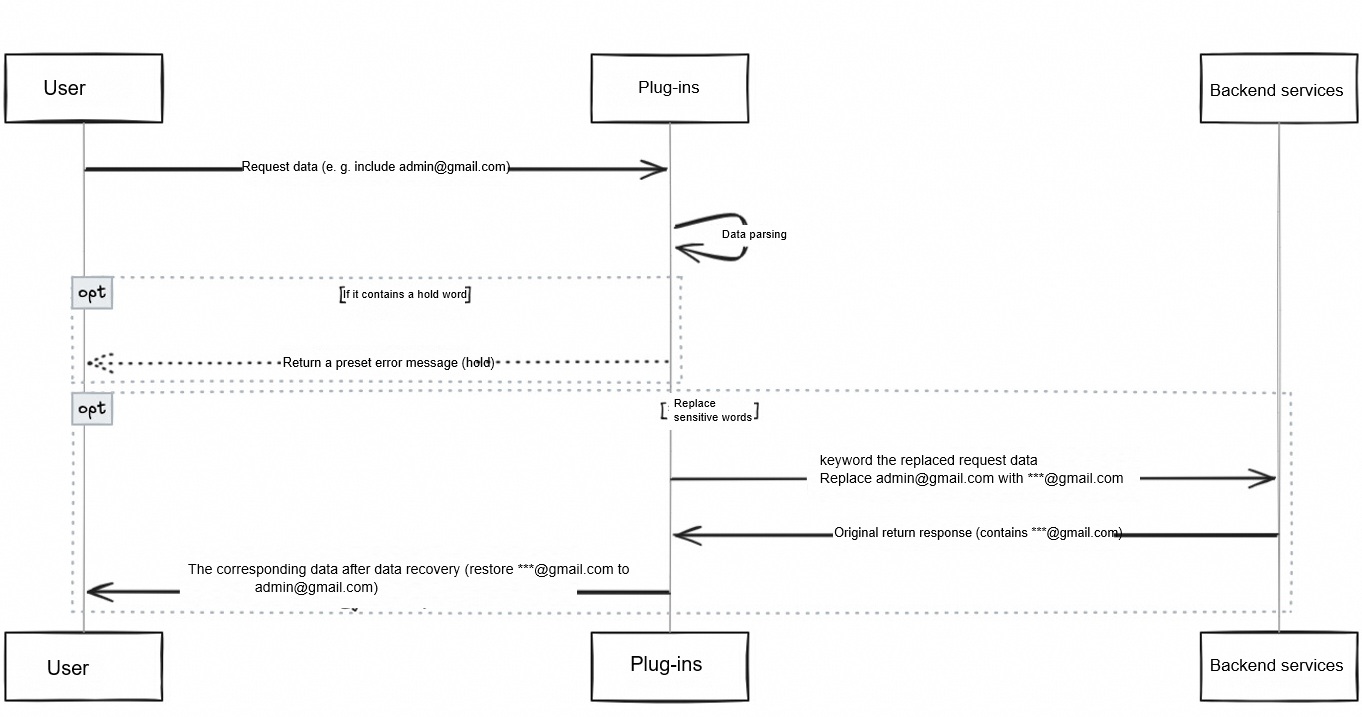 User
Plug-ins
Backend services
Request data (e. g. include admin@gmail.com)
Data parsing
opt
[If it contains a hold word]
Return a preset error message (hold)
opt
[Replace
sensitive words]
keyword the replaced request data
Replace admin@gmail.com with ***@gmail.com
Original return response (contains ***@gmail.com)
The corresponding data after data recovery (restore ***@gmail.com to
admin@gmail.com)
User
Plug-ins
Backend services